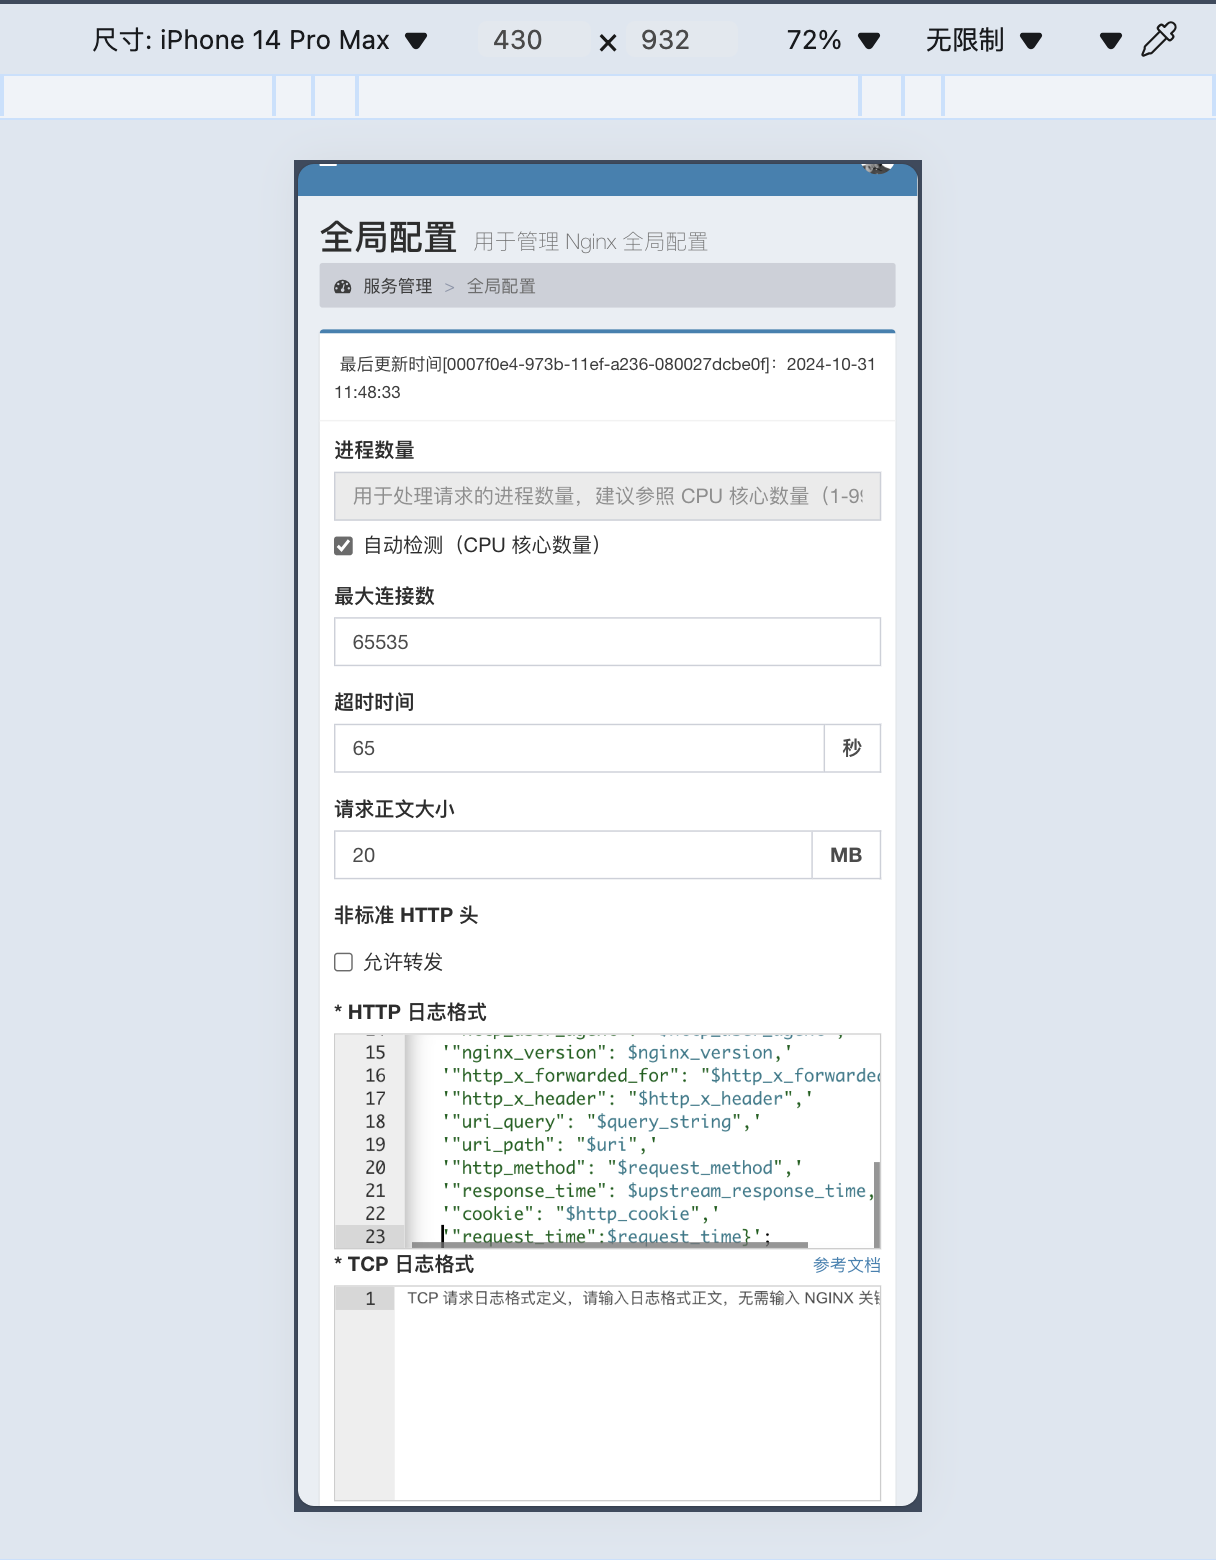 尺寸: iPhone 14 Pro Max 430 × 932 72% 无限制
全局配置 用于管理 Nginx 全局配置
服务管理 > 全局配置
最后更新时间[0007f0e4-973b-11ef-a236-080027dcbe0f]：2024-10-31
11:48:33
进程数量
用于处理请求的进程数量，建议参照 CPU 核心数量（1-99
自动检测（CPU 核心数量）
最大连接数
65535
超时时间
65 秒
请求正文大小
20 MB
非标准 HTTP 头
允许转发
* HTTP 日志格式
15 '"nginx_version": $nginx_version,'
16 '"http_x_forwarded_for": "$http_x_forwarded
17 '"http_x_header": "$http_x_header",'
18 '"uri_query": "$query_string",'
19 '"uri_path": "$uri",'
20 '"http_method": "$request_method",'
21 '"response_time": $upstream_response_time,
22 '"cookie": "$http_cookie",'
23 '"request_time":$request_time}';
* TCP 日志格式 参考文档
1 TCP 请求日志格式定义，请输入日志格式正文，无需输入 NGINX 关